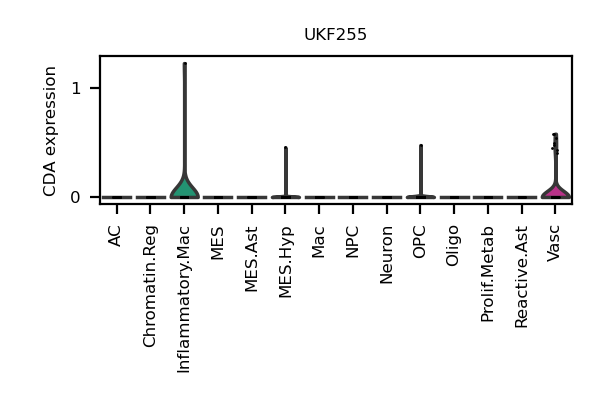 UKF255
CDA expression
1
0
AC
Chromatin.Reg
Inflammatory.Mac
MES
MES.Ast
MES.Hyp
Mac
NPC
Neuron
OPC
Oligo
Prolif.Metab
Reactive.Ast
Vasc